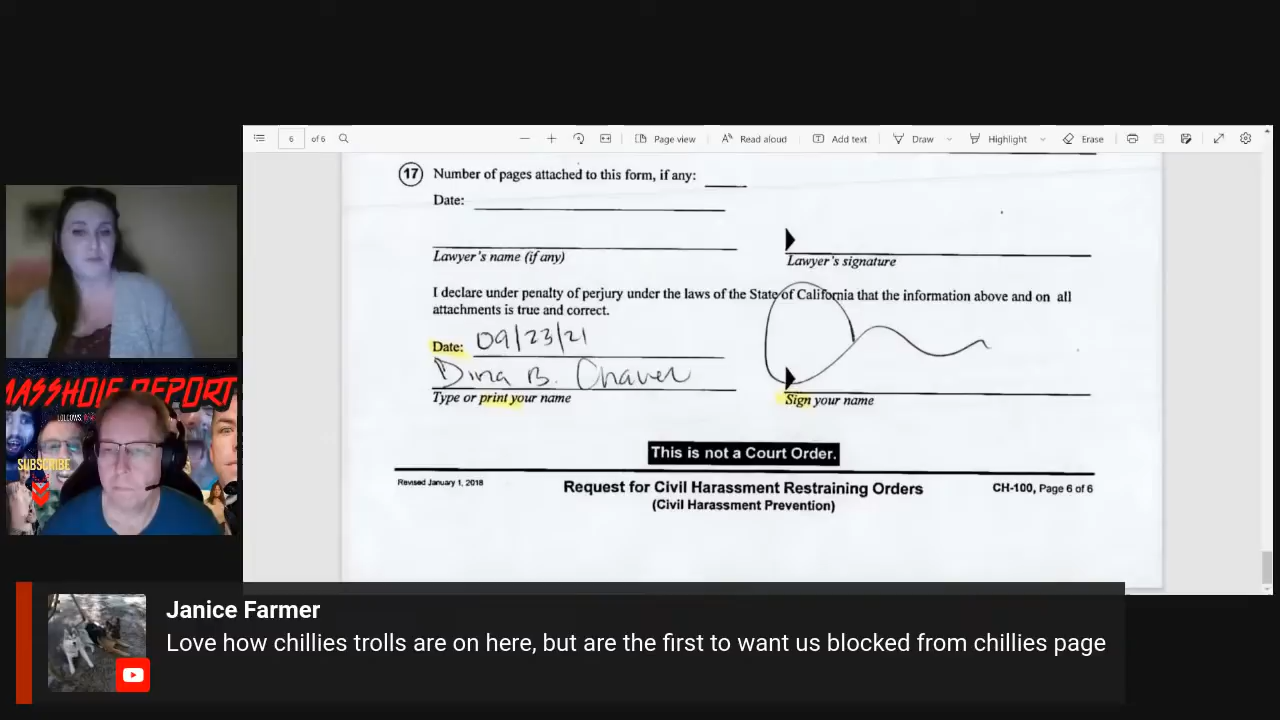 6 of 6 Page view Read aloud Add text Draw Highlight Erase
17 Number of pages attached to this form, if any:
Date:
Lawyer's name (if any)
Lawyer's signature
I declare under penalty of perjury under the laws of the State of California that the information above and on all
attachments is true and correct.
Date: 09/23/21
Dina B.
Type or print your name
Sign your name
This is not a Court Order.
Revised January 1, 2018
Request for Civil Harassment Restraining Orders
(Civil Harassment Prevention)
CH-100, Page 6 of 6
MASSHOLE REPORT
LOLCOWS
SUBSCRIBE
Janice Farmer
Love how chillies trolls are on here, but are the first to want us blocked from chillies page